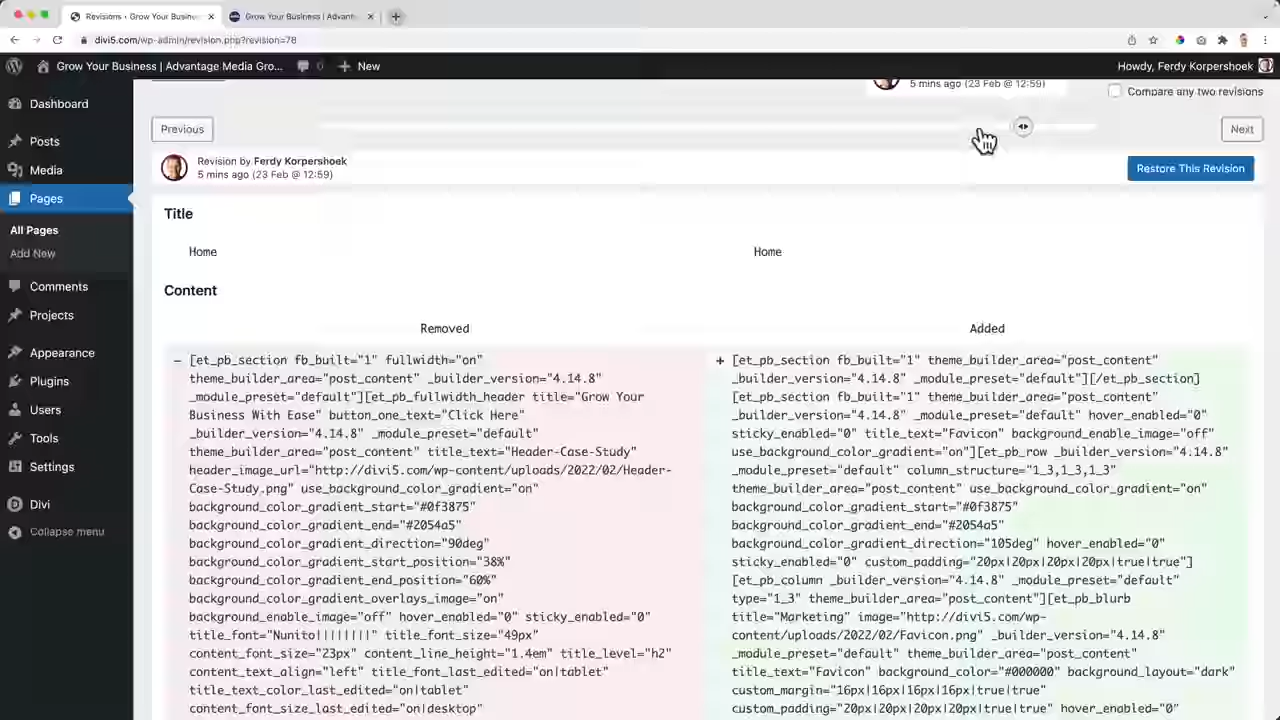 Revisions ‹ Grow Your Busines
Grow Your Business | Advantag
divi5.com/wp-admin/revision.php?revision=78
Grow Your Business | Advantage Media Gro...
0
New
Howdy, Ferdy Korpershoek
Dashboard
Posts
Media
Pages
All Pages
Add New
Comments
Projects
Appearance
Plugins
Users
Tools
Settings
Divi
Collapse menu
5 mins ago (23 Feb @ 12:59)
Compare any two revisions
Previous
Next
Revision by Ferdy Korpershoek
5 mins ago (23 Feb @ 12:59)
Restore This Revision
Title
Home
Home
Content
Removed
Added
- [et_pb_section fb_built="1" fullwidth="on"
theme_builder_area="post_content" _builder_version="4.14.8"
_module_preset="default"][et_pb_fullwidth_header title="Grow Your
Business With Ease" button_one_text="Click Here"
_builder_version="4.14.8" _module_preset="default"
theme_builder_area="post_content" title_text="Header-Case-Study"
header_image_url="http://divi5.com/wp-content/uploads/2022/02/Header-
Case-Study.png" use_background_color_gradient="on"
background_color_gradient_start="#0f3875"
background_color_gradient_end="#2054a5"
background_color_gradient_direction="90deg"
background_color_gradient_start_position="38%"
background_color_gradient_end_position="60%"
background_color_gradient_overlays_image="on"
background_enable_image="off" hover_enabled="0" sticky_enabled="0"
title_font="Nunito||||||||" title_font_size="49px"
content_font_size="23px" content_line_height="1.4em" title_level="h2"
content_text_align="left" title_font_last_edited="on|tablet"
title_text_color_last_edited="on|tablet"
content_font_size_last_edited="on|desktop"
+ [et_pb_section fb_built="1" theme_builder_area="post_content"
_builder_version="4.14.8" _module_preset="default"][/et_pb_section]
[et_pb_section fb_built="1" theme_builder_area="post_content"
_builder_version="4.14.8" _module_preset="default" hover_enabled="0"
sticky_enabled="0" title_text="Favicon" background_enable_image="off"
use_background_color_gradient="on"][et_pb_row _builder_version="4.14.8"
_module_preset="default" column_structure="1_3,1_3,1_3"
theme_builder_area="post_content" use_background_color_gradient="on"
background_color_gradient_start="#0f3875"
background_color_gradient_end="#2054a5"
background_color_gradient_direction="105deg" hover_enabled="0"
sticky_enabled="0" custom_padding="20px|20px|20px|20px|true|true"]
[et_pb_column _builder_version="4.14.8" _module_preset="default"
type="1_3" theme_builder_area="post_content"][et_pb_blurb
title="Marketing" image="http://divi5.com/wp-
content/uploads/2022/02/Favicon.png" _builder_version="4.14.8"
_module_preset="default" theme_builder_area="post_content"
title_text="Favicon" background_color="#000000" background_layout="dark"
custom_margin="16px|16px|16px|16px|true|true"
custom_padding="20px|20px|20px|20px|true|true" hover_enabled="0"